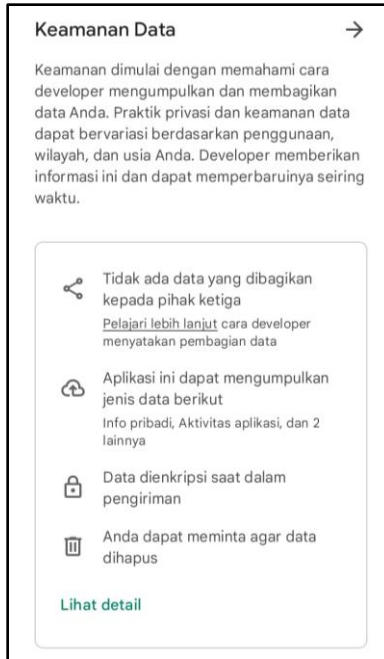 Keamanan Data
Keamanan dimulai dengan memahami cara
developer mengumpulkan dan membagikan
data Anda. Praktik privasi dan keamanan data
dapat bervariasi berdasarkan penggunaan,
wilayah, dan usia Anda. Developer memberikan
informasi ini dan dapat memperbaruinya seiring
waktu.
Tidak ada data yang dibagikan
kepada pihak ketiga
Pelajari lebih lanjut cara developer
menyatakan pembagian data
Aplikasi ini dapat mengumpulkan
jenis data berikut
Info pribadi, Aktivitas aplikasi, dan 2
lainnya
Data dienkripsi saat dalam
pengiriman
Anda dapat meminta agar data
dihapus
Lihat detail